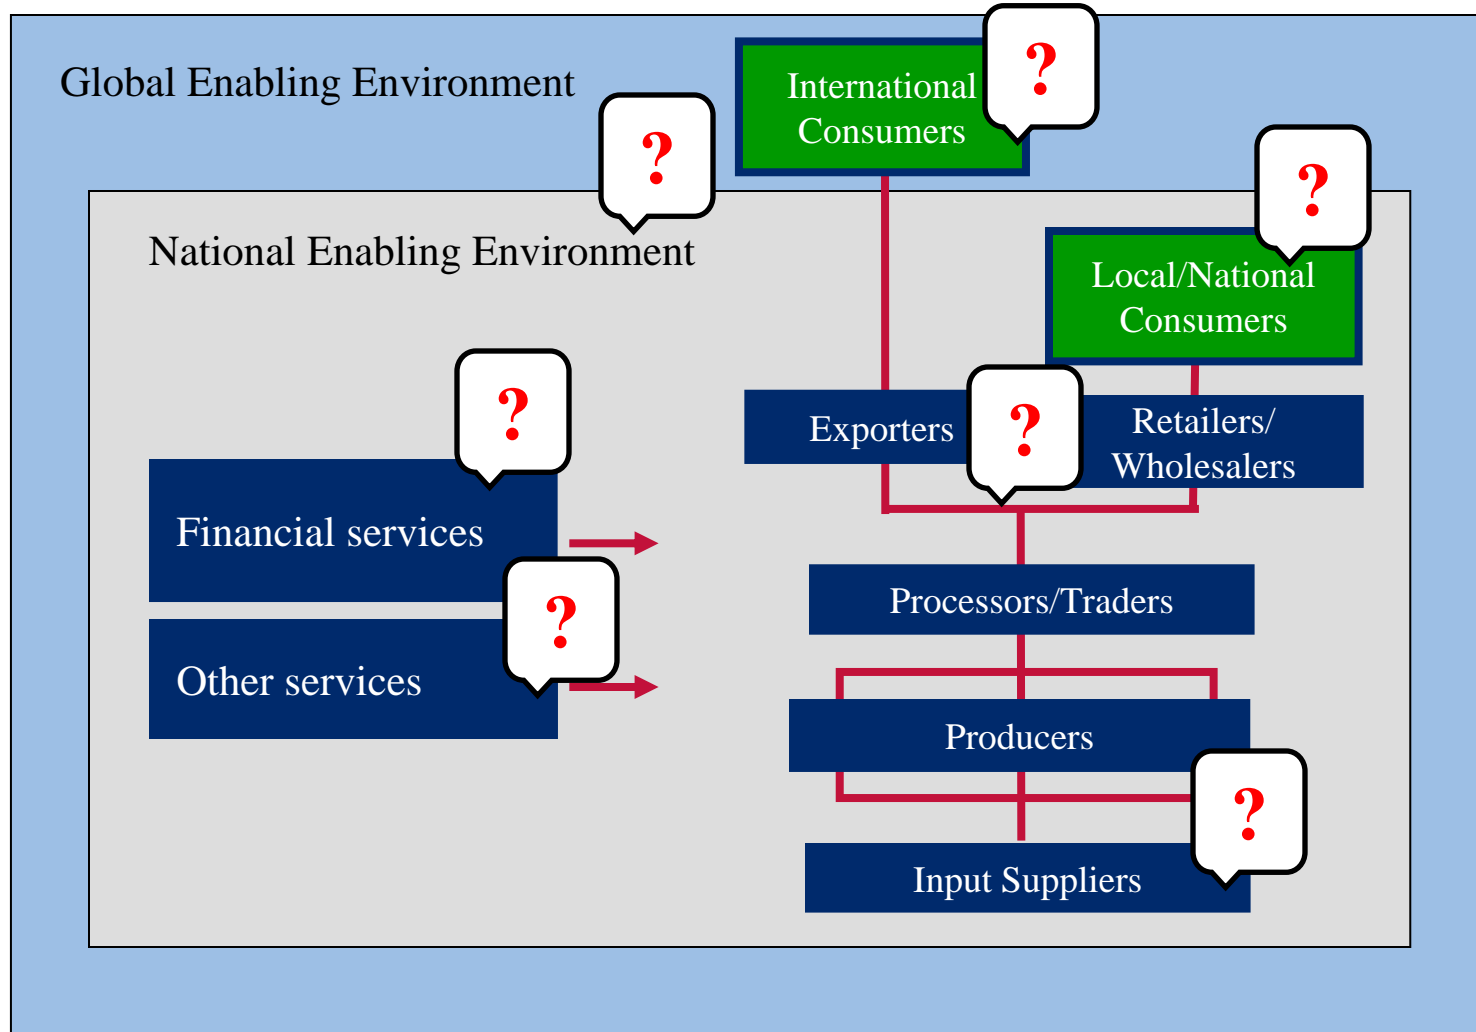 Global Enabling Environment
?
International
Consumers
?
National Enabling Environment
?
Local/National
Consumers
?
Exporters
?
Retailers/
Wholesalers
Financial services
?
Other services
Processors/Traders
Producers
?
Input Suppliers